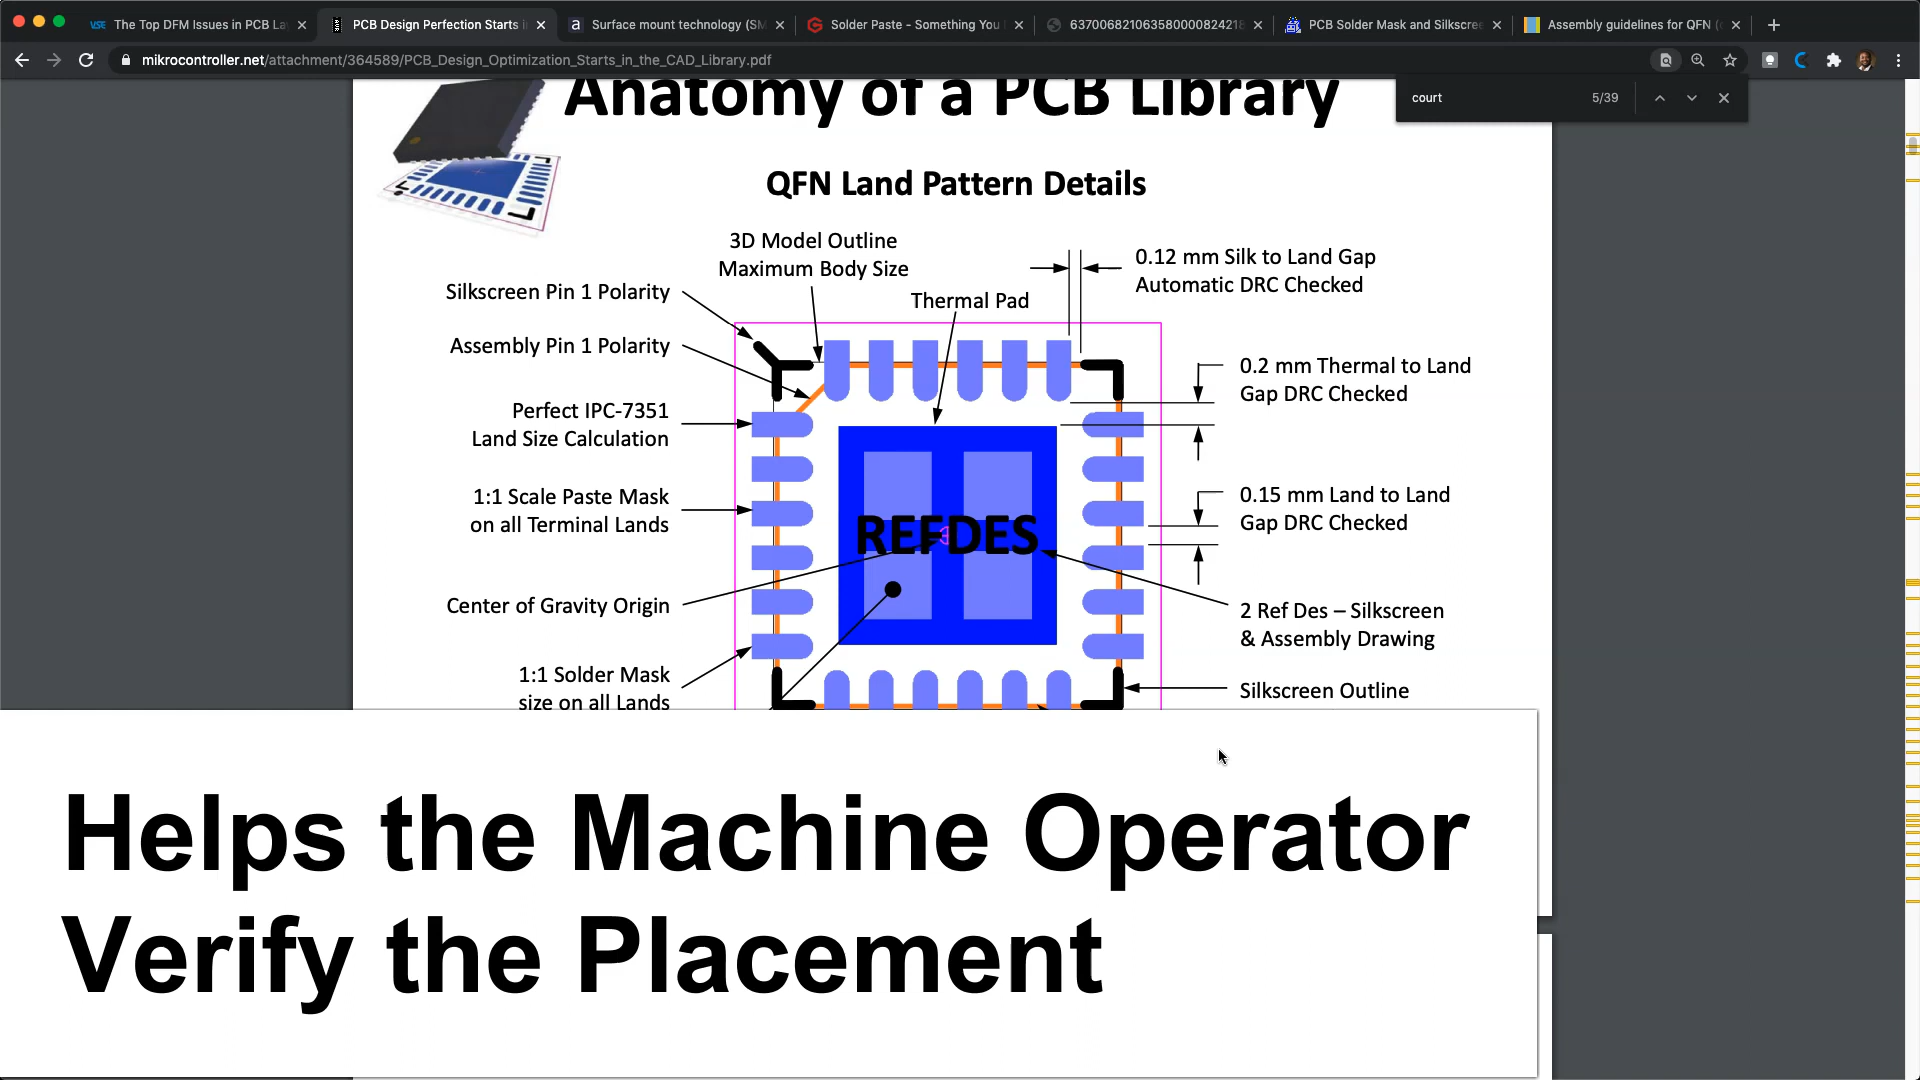 The Top DFM Issues in PCB La
PCB Design Perfection Starts i
Surface mount technology (SM
Solder Paste - Something You
63700682106358000082421
PCB Solder Mask and Silkscree
Assembly guidelines for QFN (
mikrocontroller.net/attachment/364589/PCB_Design_Optimization_Starts_in_the_CAD_Library.pdf
court
5/39
Anatomy of a PCB Library
QFN Land Pattern Details
3D Model Outline
Maximum Body Size
0.12 mm Silk to Land Gap
Automatic DRC Checked
Silkscreen Pin 1 Polarity
Thermal Pad
Assembly Pin 1 Polarity
0.2 mm Thermal to Land
Gap DRC Checked
Perfect IPC-7351
Land Size Calculation
1:1 Scale Paste Mask
on all Terminal Lands
0.15 mm Land to Land
Gap DRC Checked
REFDES
Center of Gravity Origin
2 Ref Des – Silkscreen
& Assembly Drawing
1:1 Solder Mask
size on all Lands
Silkscreen Outline
Helps the Machine Operator
Verify the Placement